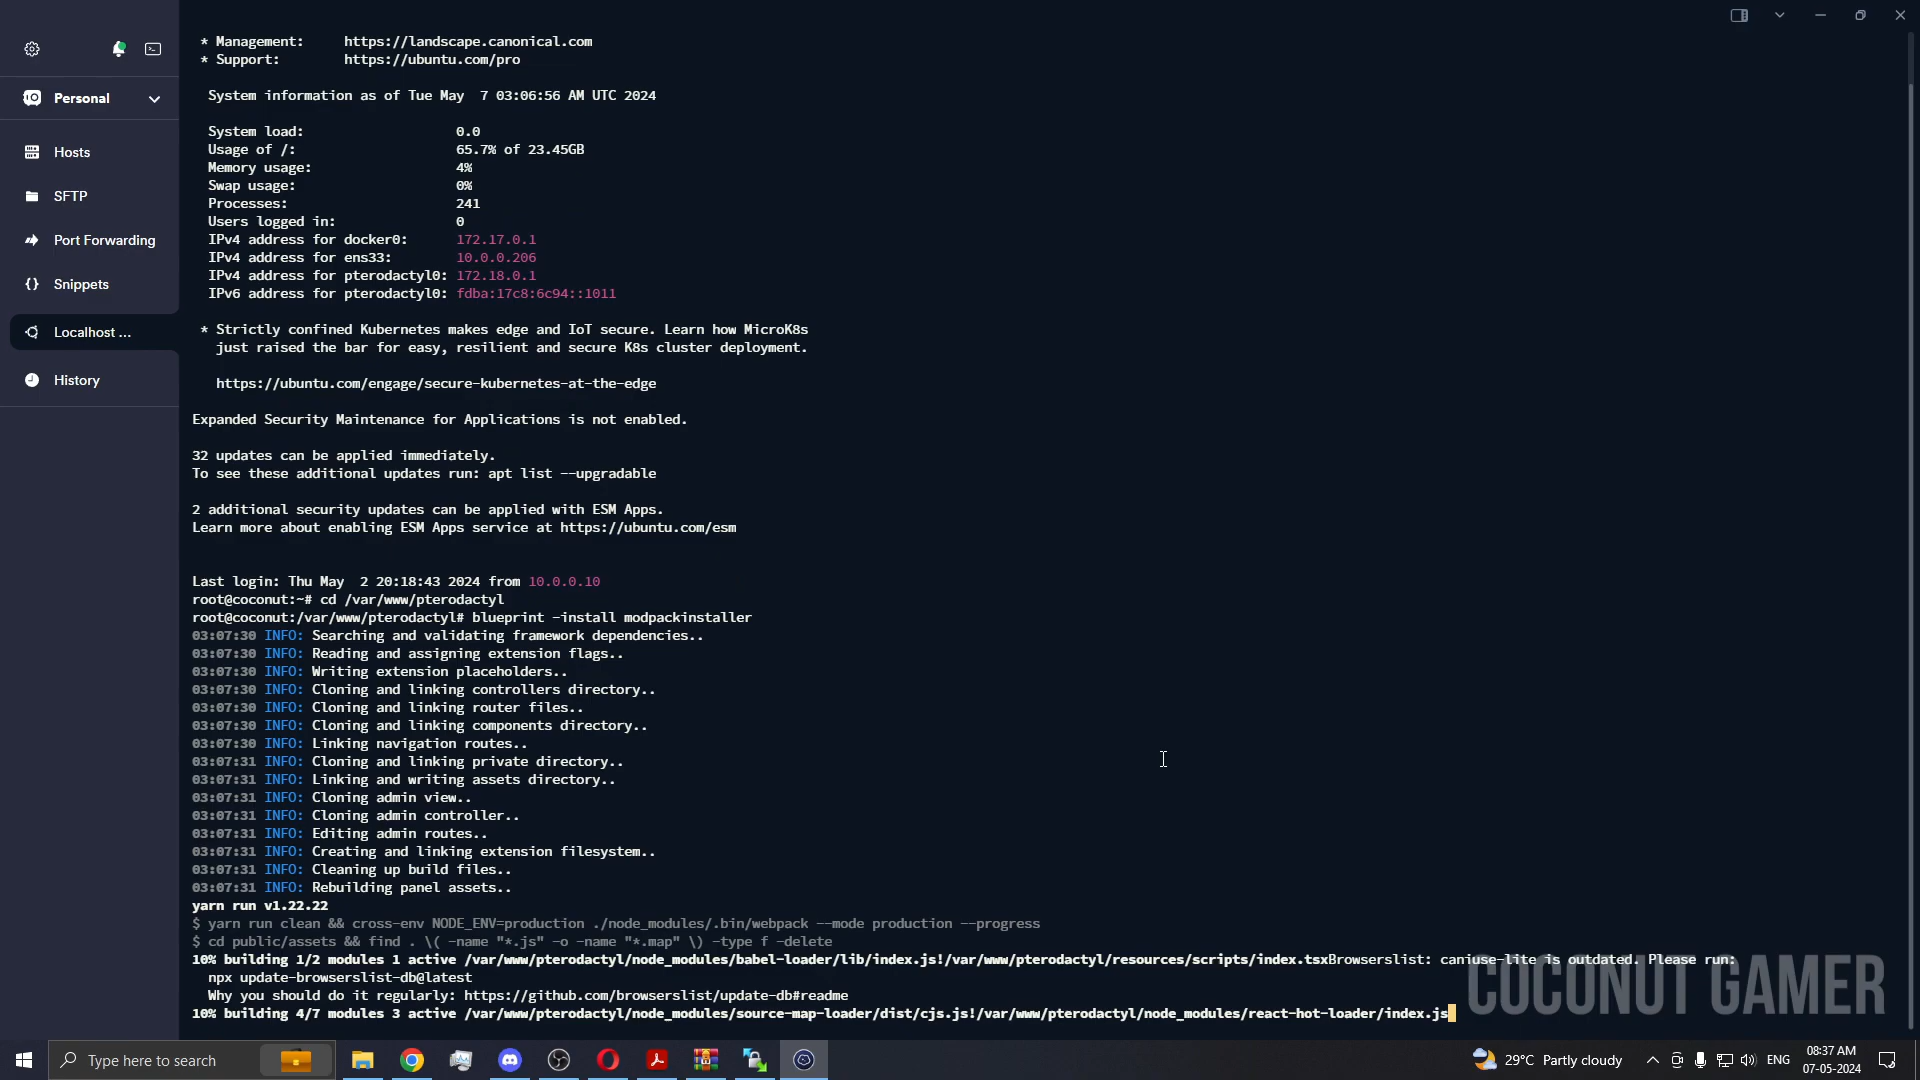 * Management:     https://landscape.canonical.com
* Support:        https://ubuntu.com/pro
System information as of Tue May  7 03:06:56 AM UTC 2024
Personal
System load:                   0.0
Usage of /:                    65.7% of 23.45GB
Hosts
Memory usage:                  4%
Swap usage:                    0%
SFTP
Processes:                     241
Users logged in:               0
Port Forwarding
IPv4 address for docker0:      172.17.0.1
IPv4 address for ens33:        10.0.0.206
IPv4 address for pterodactyl0: 172.18.0.1
Snippets
IPv6 address for pterodactyl0: fdba:17c8:6c94::1011
Localhost ...
* Strictly confined Kubernetes makes edge and IoT secure. Learn how MicroK8s
just raised the bar for easy, resilient and secure K8s cluster deployment.
History
https://ubuntu.com/engage/secure-kubernetes-at-the-edge
Expanded Security Maintenance for Applications is not enabled.
32 updates can be applied immediately.
To see these additional updates run: apt list --upgradable
2 additional security updates can be applied with ESM Apps.
Learn more about enabling ESM Apps service at https://ubuntu.com/esm
Last login: Thu May  2 20:18:43 2024 from 10.0.0.10
root@coconut:~# cd /var/www/pterodactyl
root@coconut:/var/www/pterodactyl# blueprint -install modpackinstaller
03:07:30 INFO: Searching and validating framework dependencies..
03:07:30 INFO: Reading and assigning extension flags..
03:07:30 INFO: Writing extension placeholders..
03:07:30 INFO: Cloning and linking controllers directory..
03:07:30 INFO: Cloning and linking router files..
03:07:30 INFO: Cloning and linking components directory..
03:07:30 INFO: Linking navigation routes..
03:07:31 INFO: Cloning and linking private directory..
03:07:31 INFO: Linking and writing assets directory..
03:07:31 INFO: Cloning admin view..
03:07:31 INFO: Cloning admin controller..
03:07:31 INFO: Editing admin routes..
03:07:31 INFO: Creating and linking extension filesystem..
03:07:31 INFO: Cleaning up build files..
03:07:31 INFO: Rebuilding panel assets..
yarn run v1.22.22
$ yarn run clean && cross-env NODE_ENV=production ./node_modules/.bin/webpack --mode production --progress
$ cd public/assets && find . \( -name "*.js" -o -name "*.map" \) -type f -delete
10% building 1/2 modules 1 active /var/www/pterodactyl/node_modules/babel-loader/lib/index.js!/var/www/pterodactyl/resources/scripts/index.tsxBrowserslist: caniuse-lite is outdated. Please run:
npx update-browserslist-db@latest
Why you should do it regularly: https://github.com/browserslist/update-db#readme
10% building 4/7 modules 3 active /var/www/pterodactyl/node_modules/source-map-loader/dist/cjs.js!/var/www/pterodactyl/node_modules/react-hot-loader/index.js
COCONUT GAMER
Type here to search
29°C Partly cloudy
ENG
08:37 AM
07-05-2024